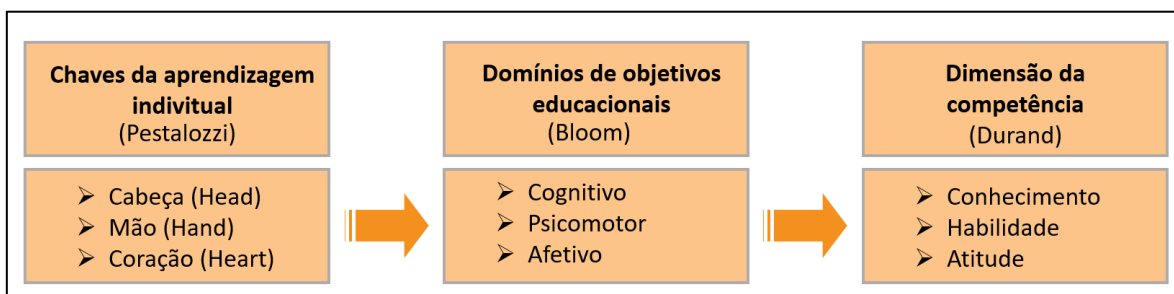 Chaves da aprendizagem
indivitual
(Pestalozzi)
➢ Cabeça (Head)
➢ Mão (Hand)
➢ Coração (Heart)
Domínios de objetivos
educacionais
(Bloom)
➢ Cognitivo
➢ Psicomotor
➢ Afetivo
Dimensão da
competência
(Durand)
➢ Conhecimento
➢ Habilidade
➢ Atitude